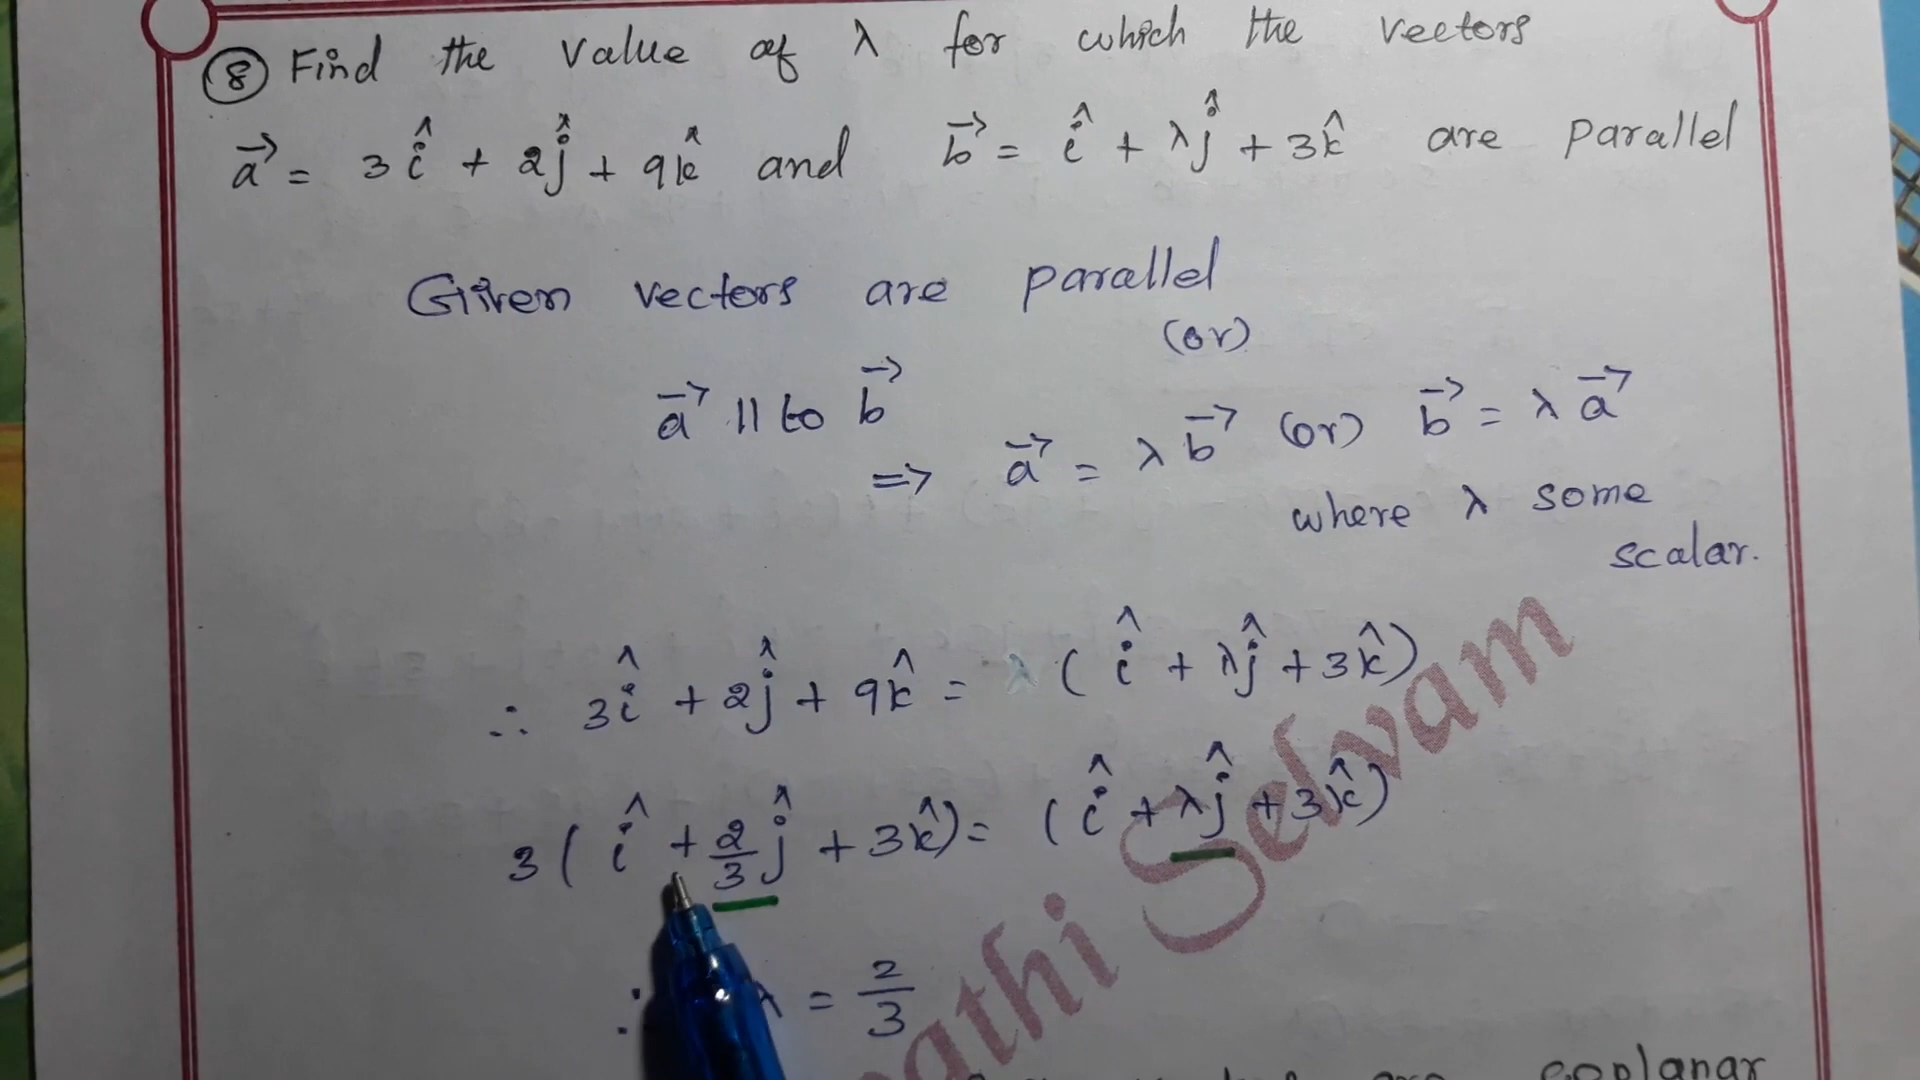 ⑧ Find the value of λ for which the vectors
a⃗ = 3î + 2ĵ + 9k̂ and b⃗ = î + λĵ + 3k̂ are parallel
Given vectors are parallel
(or)
a⃗ || to b⃗
=> a⃗ = λ b⃗ (or) b⃗ = λ a⃗
where λ some
scalar.
∴ 3î + 2ĵ + 9k̂ = λ ( î + λĵ + 3k̂ )
3 ( î + 2/3 ĵ + 3k̂ ) = ( î + λĵ + 3k̂ )
∴ λ = 2/3
are coplanar
Selvam